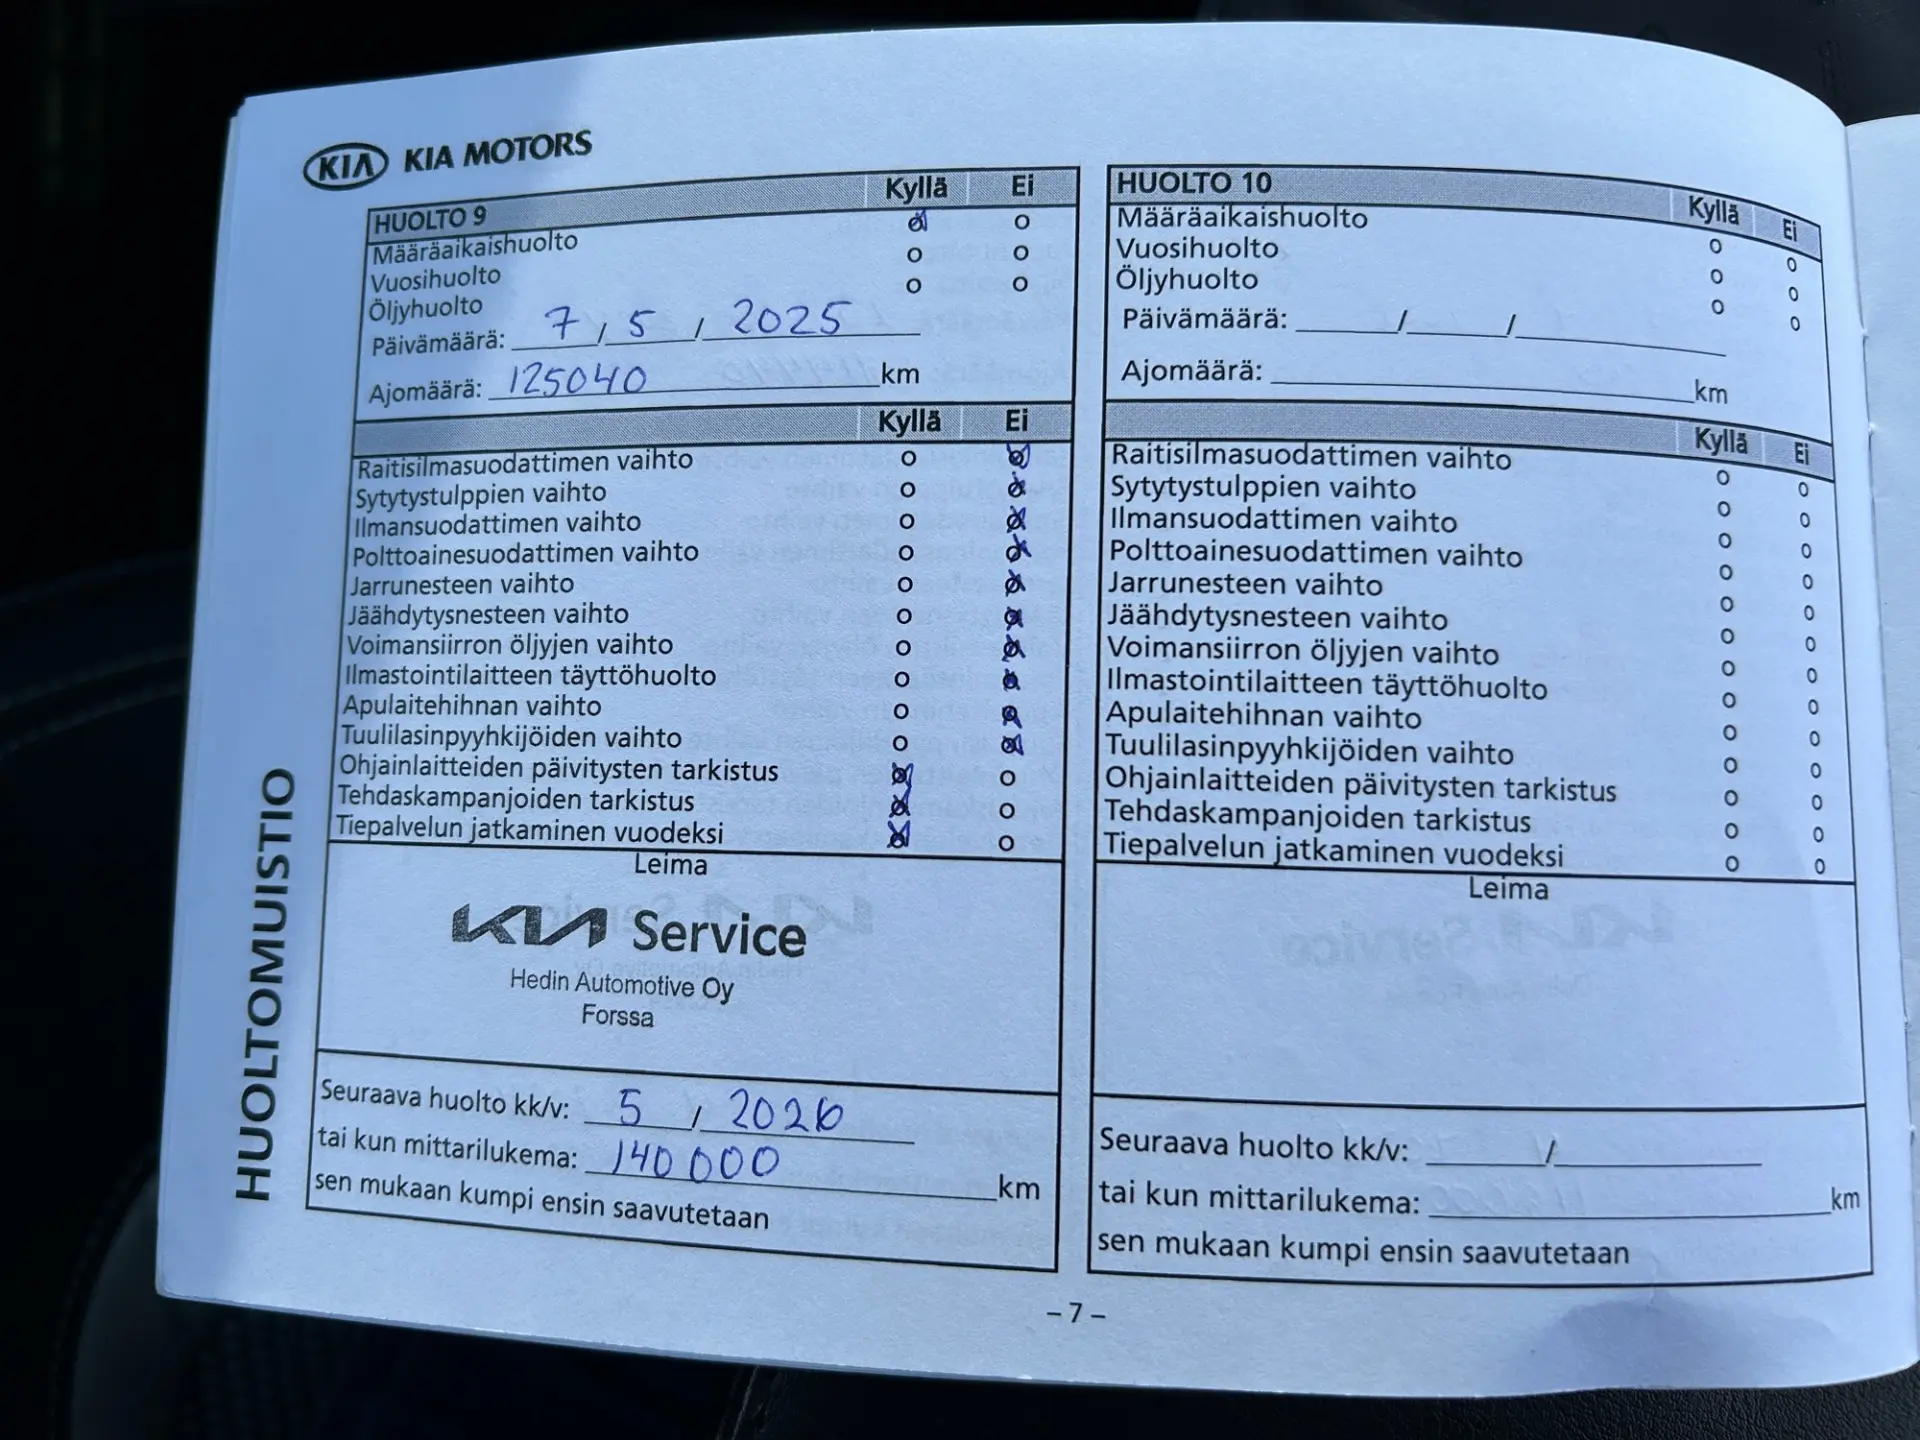 KIA KIA MOTORS
HUOLTOMUISTIO
HUOLTO 9 Kyllä Ei
Määräaikaishuolto
Vuosihuolto
Öljyhuolto
Päivämäärä: 7 / 5 / 2025
Ajomäärä: 125040 km
Kyllä Ei
Raitisilmasuodattimen vaihto
Sytytystulppien vaihto
Ilmansuodattimen vaihto
Polttoainesuodattimen vaihto
Jarrunesteen vaihto
Jäähdytysnesteen vaihto
Voimansiirron öljyjen vaihto
Ilmastointilaitteen täyttöhuolto
Apulaitehihnan vaihto
Tuulilasinpyyhkijöiden vaihto
Ohjainlaitteiden päivitysten tarkistus
Tehdaskampanjoiden tarkistus
Tiepalvelun jatkaminen vuodeksi
Leima
KIA Service
Hedin Automotive Oy
Forssa
Seuraava huolto kk/v: 5 / 2026
tai kun mittarilukema: 140 000 km
sen mukaan kumpi ensin saavutetaan
HUOLTO 10 Kyllä Ei
Määräaikaishuolto
Vuosihuolto
Öljyhuolto
Päivämäärä: / /
Ajomäärä: km
Kyllä Ei
Raitisilmasuodattimen vaihto
Sytytystulppien vaihto
Ilmansuodattimen vaihto
Polttoainesuodattimen vaihto
Jarrunesteen vaihto
Jäähdytysnesteen vaihto
Voimansiirron öljyjen vaihto
Ilmastointilaitteen täyttöhuolto
Apulaitehihnan vaihto
Tuulilasinpyyhkijöiden vaihto
Ohjainlaitteiden päivitysten tarkistus
Tehdaskampanjoiden tarkistus
Tiepalvelun jatkaminen vuodeksi
Leima
Seuraava huolto kk/v: /
tai kun mittarilukema: km
sen mukaan kumpi ensin saavutetaan
– 7 –